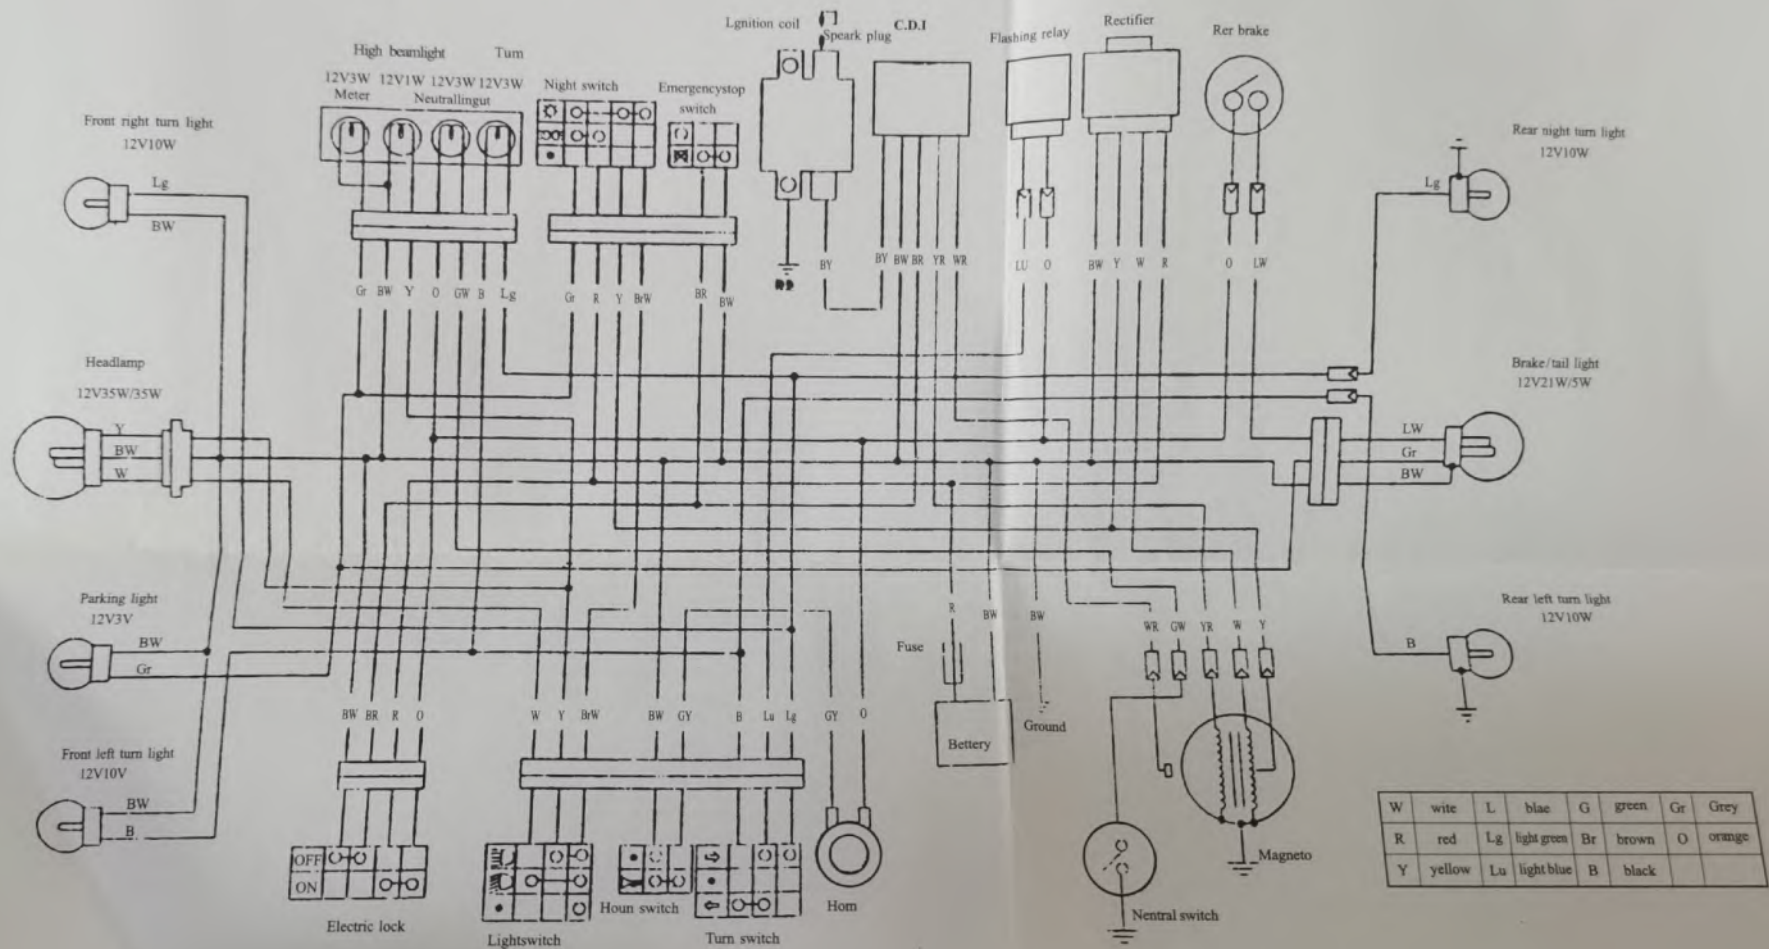 Lgnition coil
Speark plug
C.D.I
Flashing relay
Rectifier
Rer brake
High beamlight
Tum
12V3W 12V1W 12V3W 12V3W
Meter
Neutrallingut
Night switch
Emergencystop
switch
Front right turn light
12V10W
Lg
BW
Rear night turn light
12V10W
Lg
Gr BW Y O GW B Lg
Gr R Y BrW
BR BW
BY
BY BW BR YR WR
LU O
BW Y W R
O LW
Headlamp
12V35W/35W
Y
BW
W
Brake/tail light
12V21W/5W
LW
Gr
BW
Parking light
12V3V
BW
Gr
Rear left turn light
12V10W
B
R
BW
BW
WR GW YR W Y
Fuse
Front left turn light
12V10V
BW
B
BW BR R O
W Y BrW
BW GY
B Lu Lg
GY O
Bettery
Ground
OFF
ON
Electric lock
Lightswitch
Houn switch
Turn switch
Hom
Nentral switch
Magneto
W wite L blae G green Gr Grey
R red Lg light green Br brown O orange
Y yellow Lu light blue B black